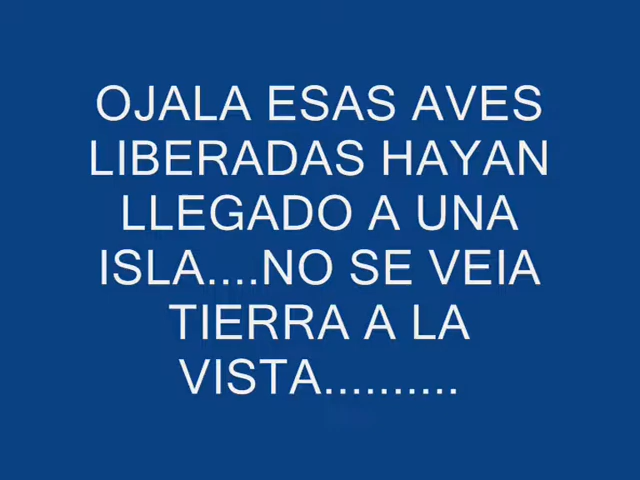 OJALA ESAS AVES
LIBERADAS HAYAN
LLEGADO A UNA
ISLA....NO SE VEIA
TIERRA A LA
VISTA..........